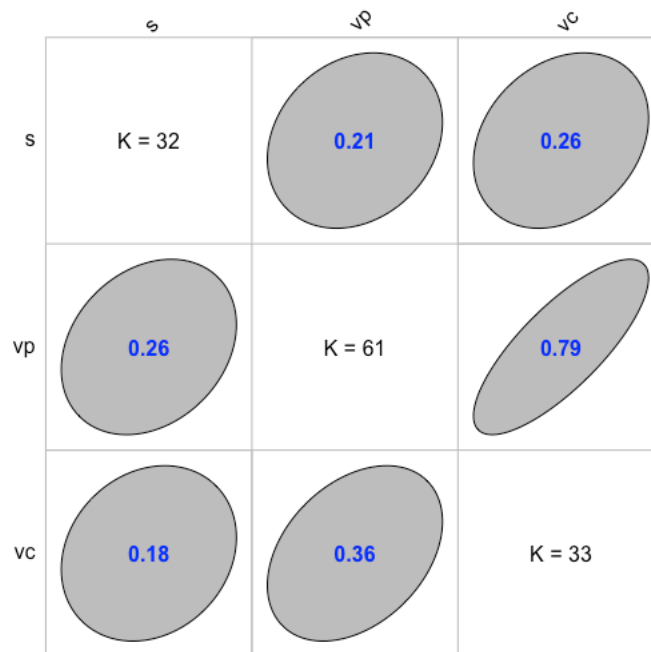 s vp vc
s K = 32 0.21 0.26
vp 0.26 K = 61 0.79
vc 0.18 0.36 K = 33